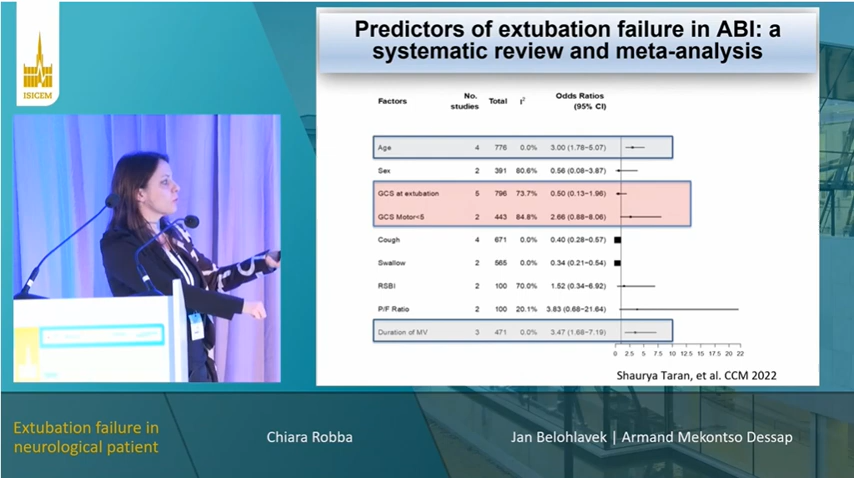 ISICEM
Predictors of extubation failure in ABI: a
systematic review and meta-analysis
Factors No. studies Total I² Odds Ratios (95% CI)
Age 4 776 0.0% 3.00 (1.78−5.07)
Sex 2 391 80.6% 0.56 (0.08−3.87)
GCS at extubation 5 796 73.7% 0.50 (0.13−1.96)
GCS Motor<5 2 443 84.8% 2.66 (0.88−8.06)
Cough 4 671 0.0% 0.40 (0.28−0.57)
Swallow 2 565 0.0% 0.34 (0.21−0.54)
RSBI 2 100 70.0% 1.52 (0.34−6.92)
P/F Ratio 2 100 20.1% 3.83 (0.68−21.64)
Duration of MV 3 471 0.0% 3.47 (1.68−7.19)
0 2.5 5 7.5 10 12.5 15 17.5 20 22
Shaurya Taran, et al. CCM 2022
Extubation failure in
neurological patient
Chiara Robba
Jan Belohlavek | Armand Mekontso Dessap